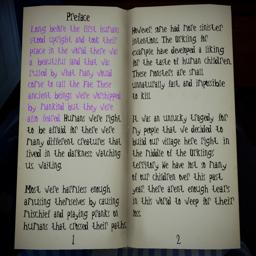 Preface
Long before the first humans
stood upright and took their
place in the world there was
a beautiful and that was
ruled by what many would
come to call the Fae These
ancient beings were worshipped
by mankind but they were
also feared Humans were right
to be afraid for there were
many different creatures that
lived in the darkness watching
us waiting.
Most were harmless enough
amusing themselves by causing
mischief and playing pranks on
humans that crossed their paths
1
However some had more sinister
intentions The Urkling for
example have developed a liking
for the taste of human children.
These monsters are small
unnaturally fast and impossible
to kill
It was an unlucky tragedy for
my people that we decided to
build our village here right in
the middle of the Urklings
territory We have lost so many
of our children over this past
year there arent enough tears
in this world to weep for their
loss
2